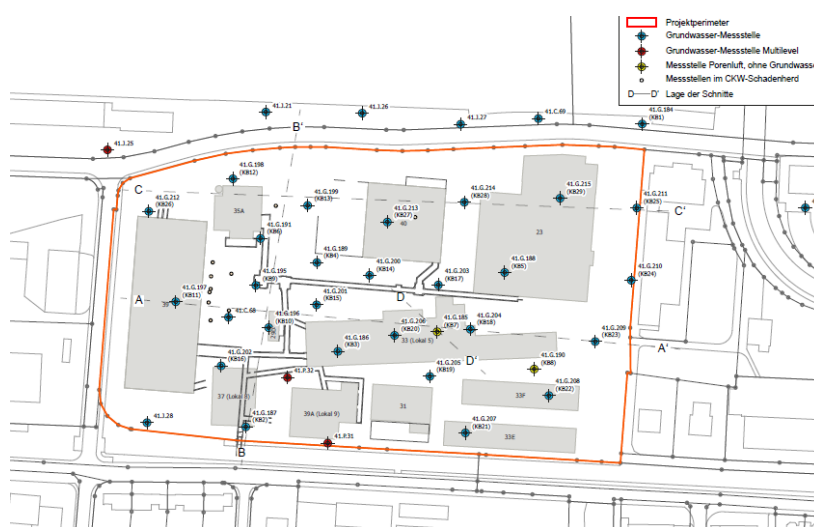 Projektperimeter
Grundwasser-Messstelle
Grundwasser-Messstelle Multilevel
Messstelle Porenluft, ohne Grundwasse
Messstellen im CKW-Schadenherd
D D' Lage der Schnitte
41.J.21
41.J.26
41.J.27
41.C.69
41.G.184
(KB1)
B'
41.J.25
41.G.198
(KB12)
C
41.G.212
(KB26)
35A
41.G.199
(KB13)
41.G.213
(KB27)
40
41.G.214
(KB28)
41.G.215
(KB29)
41.G.211
(KB25)
C'
41.G.191
(KB6)
23
41.G.189
(KB4)
41.G.200
(KB14)
41.G.203
(KB17)
41.G.188
(KB5)
41.G.210
(KB24)
41.G.195
(KB9)
41.G.197
(KB11)
A
39
41.G.201
(KB15)
D
41.C.68
41.G.196
(KB10)
41.G.206
(KB20)
33 (Lokal 5)
41.G.185
(KB7)
41.G.204
(KB18)
41.G.209
(KB23)
A'
41.G.186
(KB3)
41.G.202
(KB16)
41.P.32
41.G.205
(KB19)
D'
41.G.190
(KB8)
41.G.208
(KB22)
33F
37 (Lokal
41.G.187
(KB2)
39A (Lokal 9)
31
41.J.28
41.G.207
(KB21)
33E
41.P.31
B